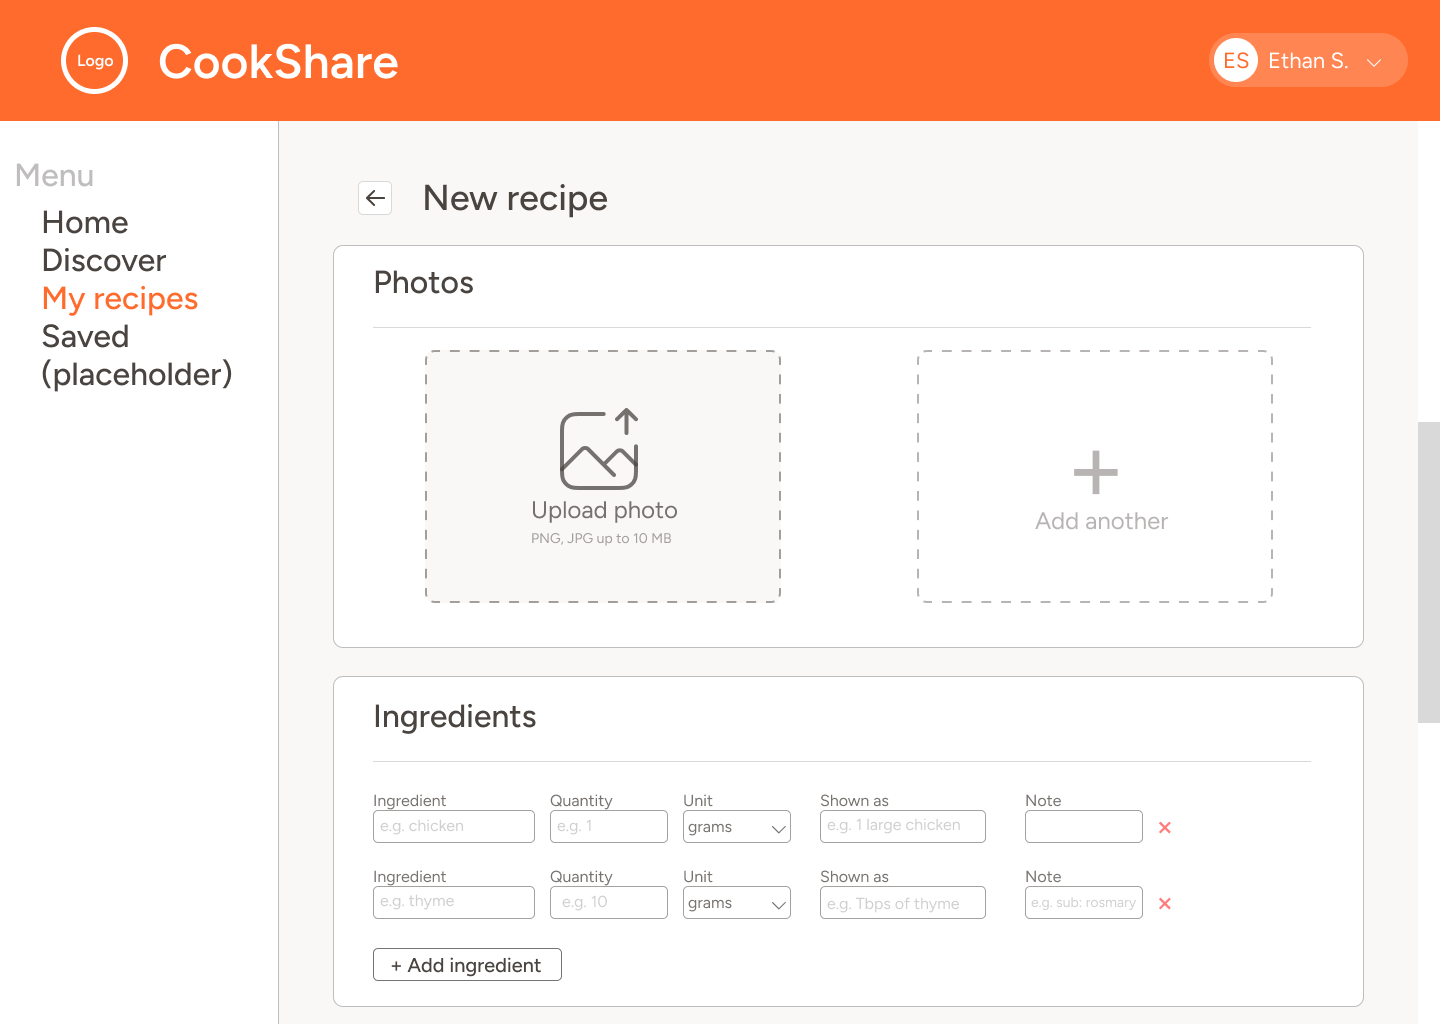 Logo
CookShare
ES
Ethan S.
Menu
Home
Discover
My recipes
Saved
(placeholder)
New recipe
Photos
Upload photo
PNG, JPG up to 10 MB
Add another
Ingredients
Ingredient Quantity Unit Shown as Note
e.g. chicken e.g. 1 grams e.g. 1 large chicken
Ingredient Quantity Unit Shown as Note
e.g. thyme e.g. 10 grams e.g. Tbps of thyme e.g. sub: rosmary
+ Add ingredient